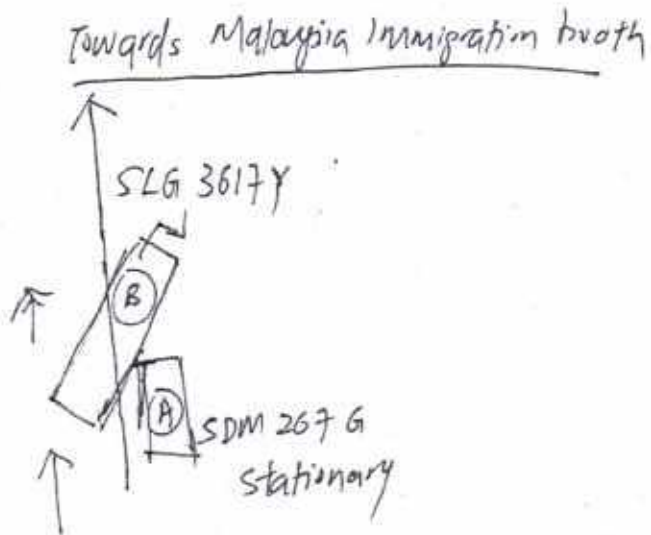 Towards Malaysia Immigration booth
SLG 3617Y
B
A
SDM 267 G
stationary